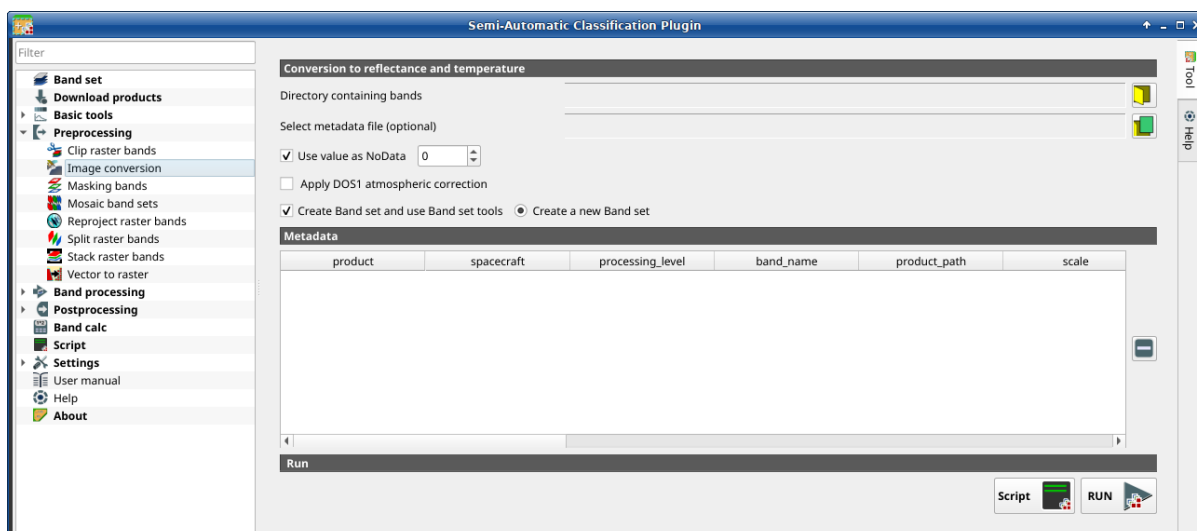 Semi-Automatic Classification Plugin
Filter
Band set
Download products
Basic tools
Preprocessing
Clip raster bands
Image conversion
Masking bands
Mosaic band sets
Reproject raster bands
Split raster bands
Stack raster bands
Vector to raster
Band processing
Postprocessing
Band calc
Script
Settings
User manual
Help
About
Conversion to reflectance and temperature
Directory containing bands
Select metadata file (optional)
Use value as NoData 0
Apply DOS1 atmospheric correction
Create Band set and use Band set tools Create a new Band set
Metadata
product spacecraft processing_level band_name product_path scale
Run
Script RUN
Tool
Help